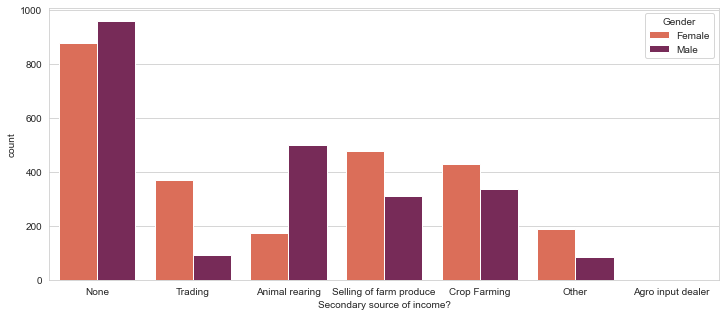 1000
800
600
400
200
0
count
Gender
Female
Male
None Trading Animal rearing Selling of farm produce Crop Farming Other Agro input dealer
Secondary source of income?